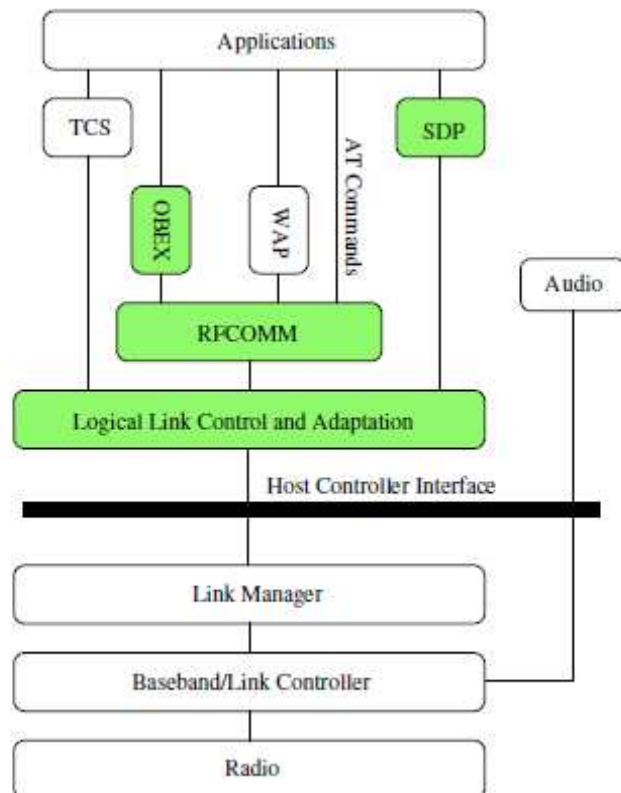 Applications
TCS
SDP
AT Commands
OBEX
WAP
Audio
RFCOMM
Logical Link Control and Adaptation
Host Controller Interface
Link Manager
Baseband/Link Controller
Radio